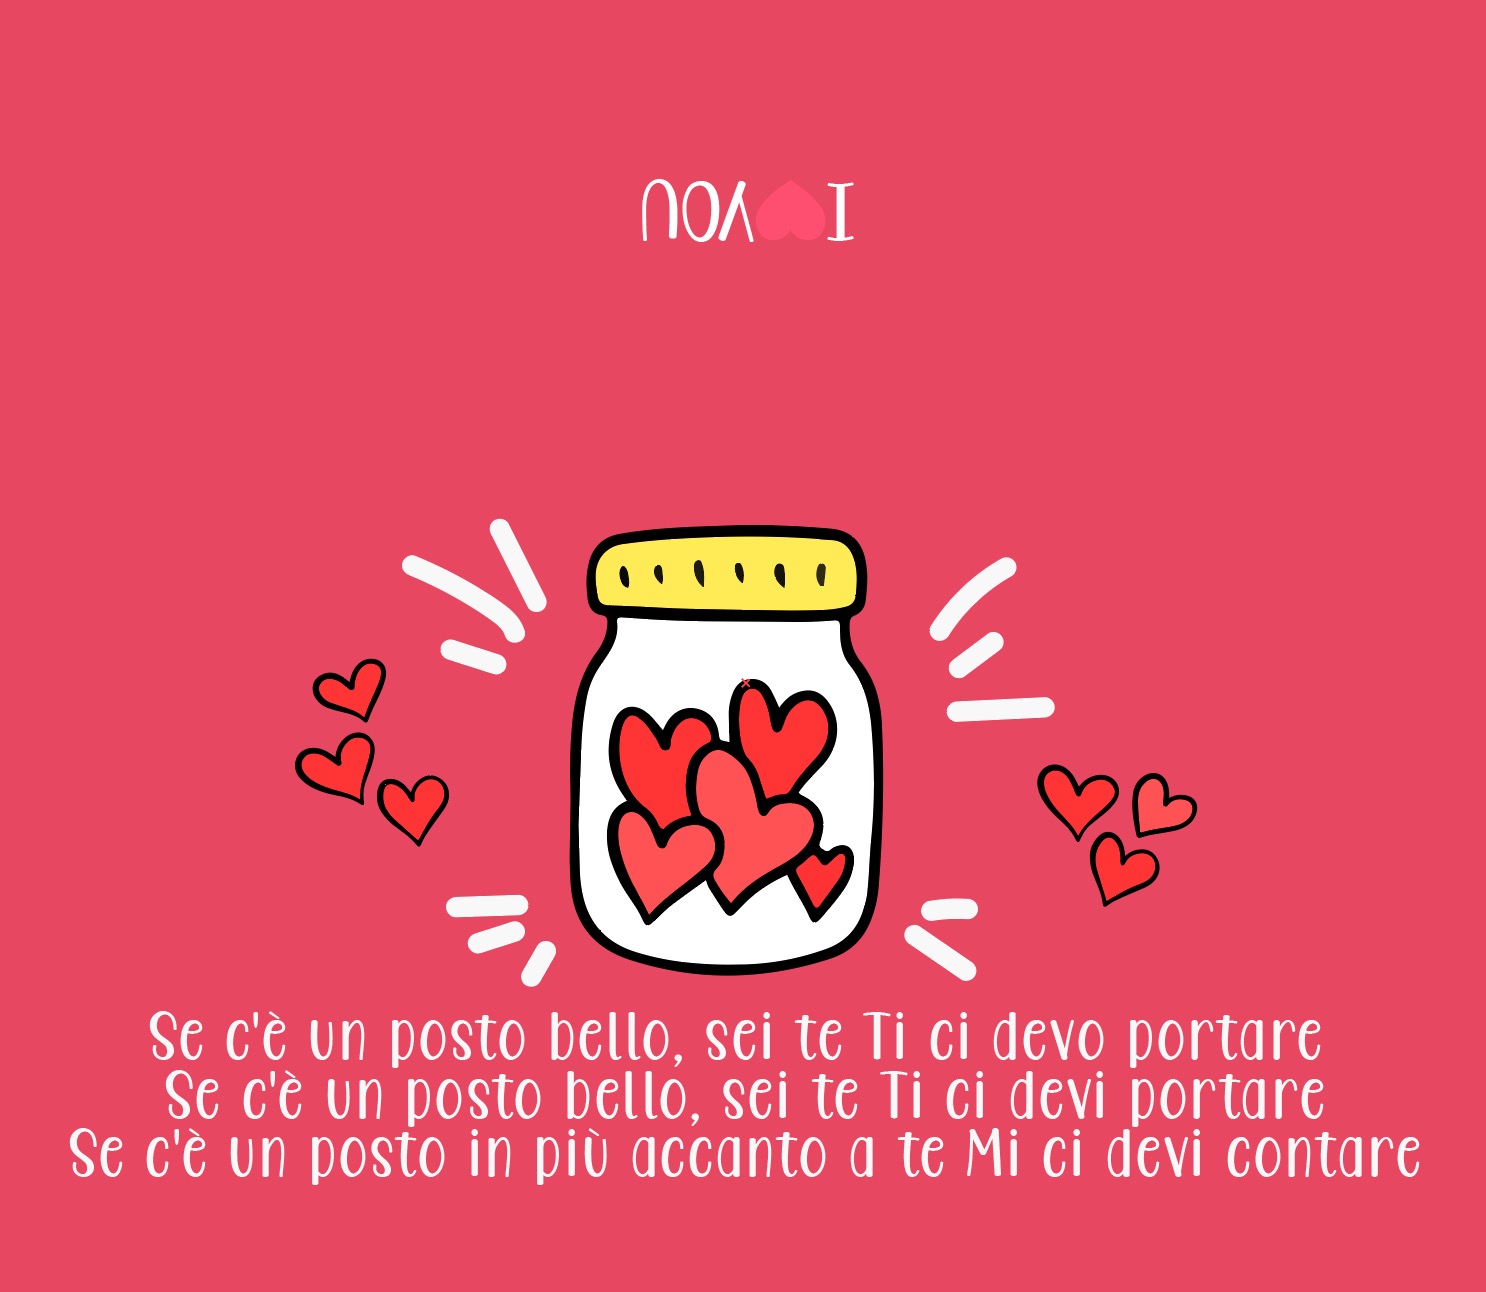 I YOU
Se c'è un posto bello, sei te Ti ci devo portare
Se c'è un posto bello, sei te Ti ci devi portare
Se c'è un posto in più accanto a te Mi ci devi contare